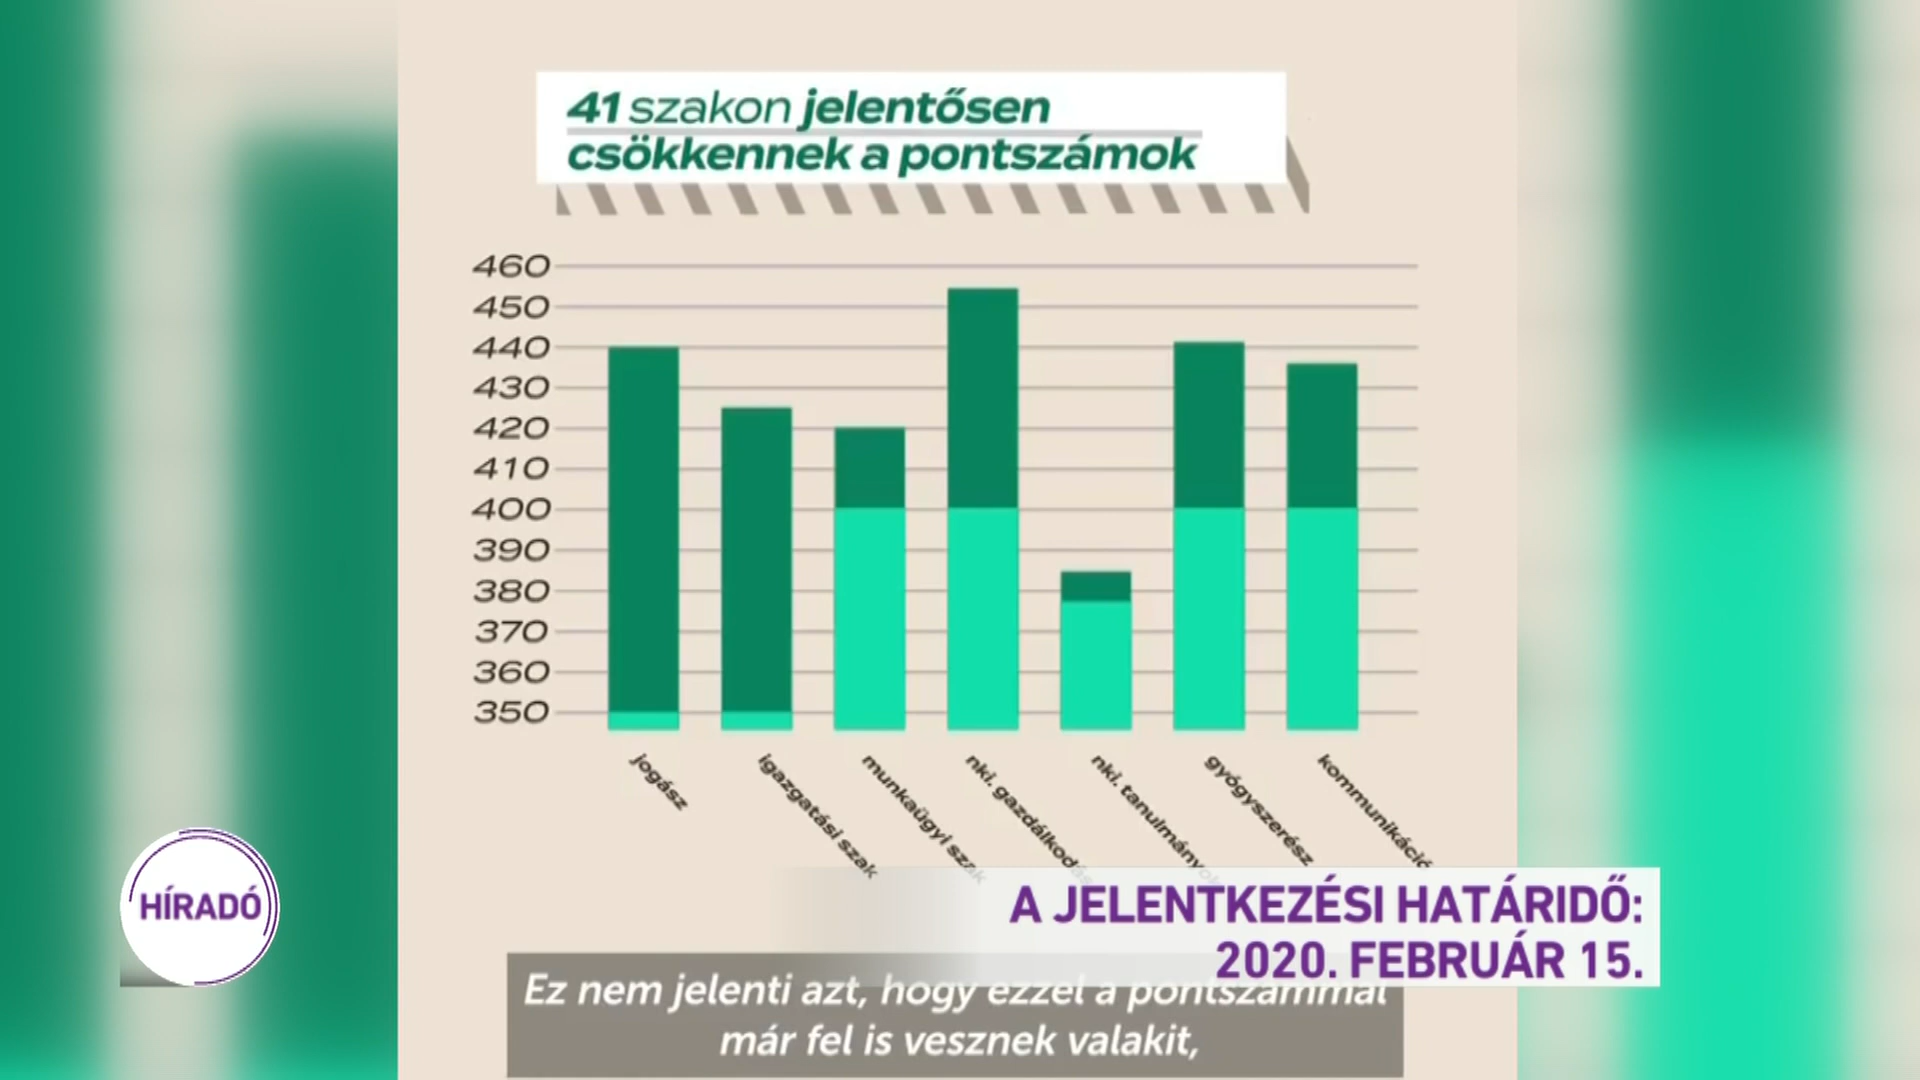 41 szakon jelentősen
csökkennek a pontszámok
460
450
440
430
420
410
400
390
380
370
360
350
jogász
igazgatási szak
munkaügyi szak
nki. gazdálkodás
nki. tanulmányok
gyógyszerész
kommunikáció
HÍRADÓ
A JELENTKEZÉSI HATÁRIDŐ:
2020. FEBRUÁR 15.
Ez nem jelenti azt, hogy ezzel a pontszámmal
már fel is vesznek valakit,